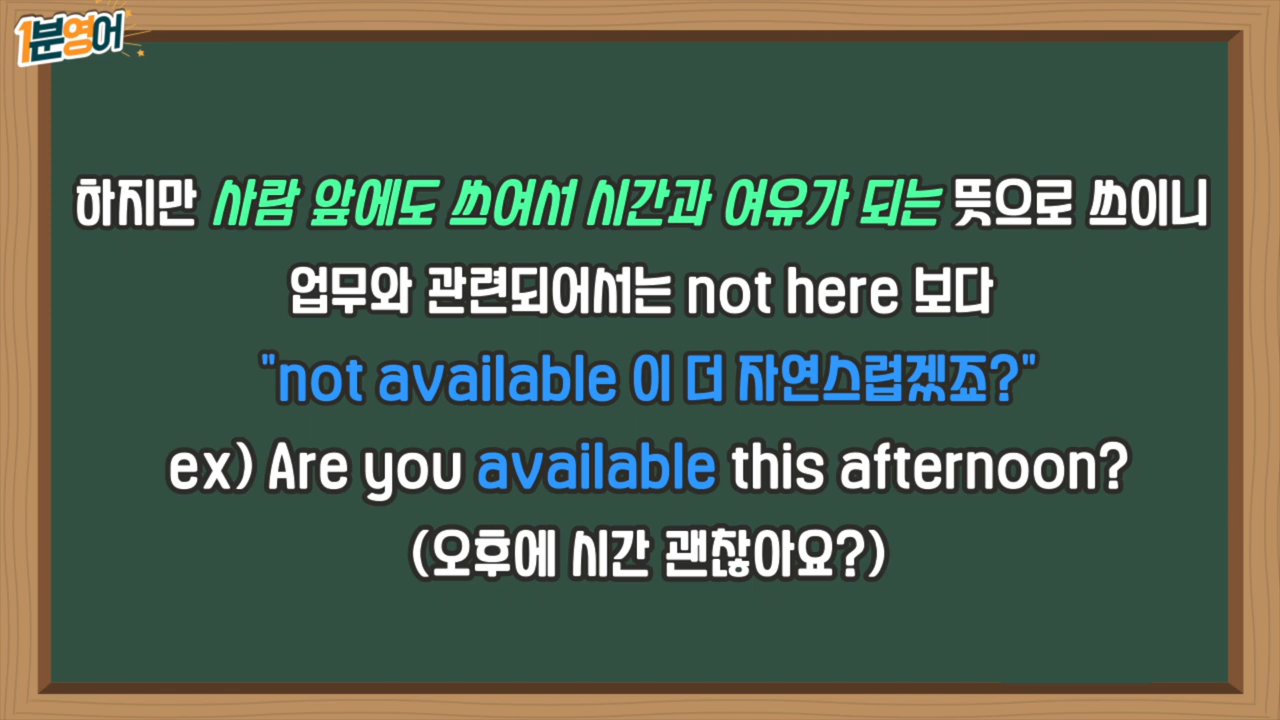 1분영어
하지만 사람 앞에도 쓰여서 시간과 여유가 되는 뜻으로 쓰이니
업무와 관련되어서는 not here 보다
"not available 이 더 자연스럽겠죠?"
ex) Are you available this afternoon?
(오후에 시간 괜찮아요?)